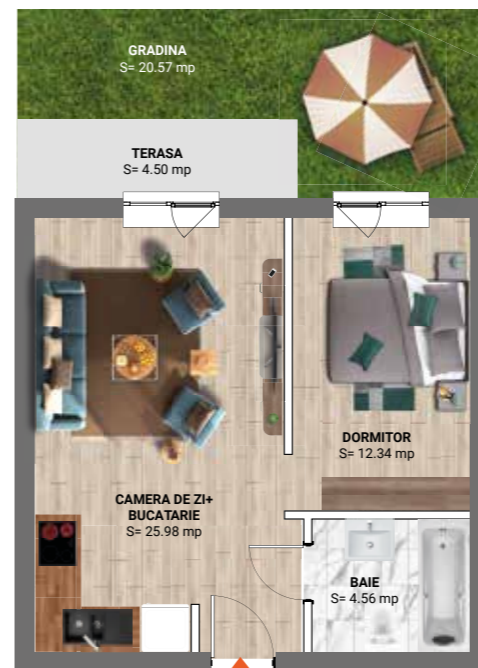 GRADINA
S= 20.57 mp
TERASA
S= 4.50 mp
DORMITOR
S= 12.34 mp
CAMERA DE ZI+
BUCATARIE
S= 25.98 mp
BAIE
S= 4.56 mp